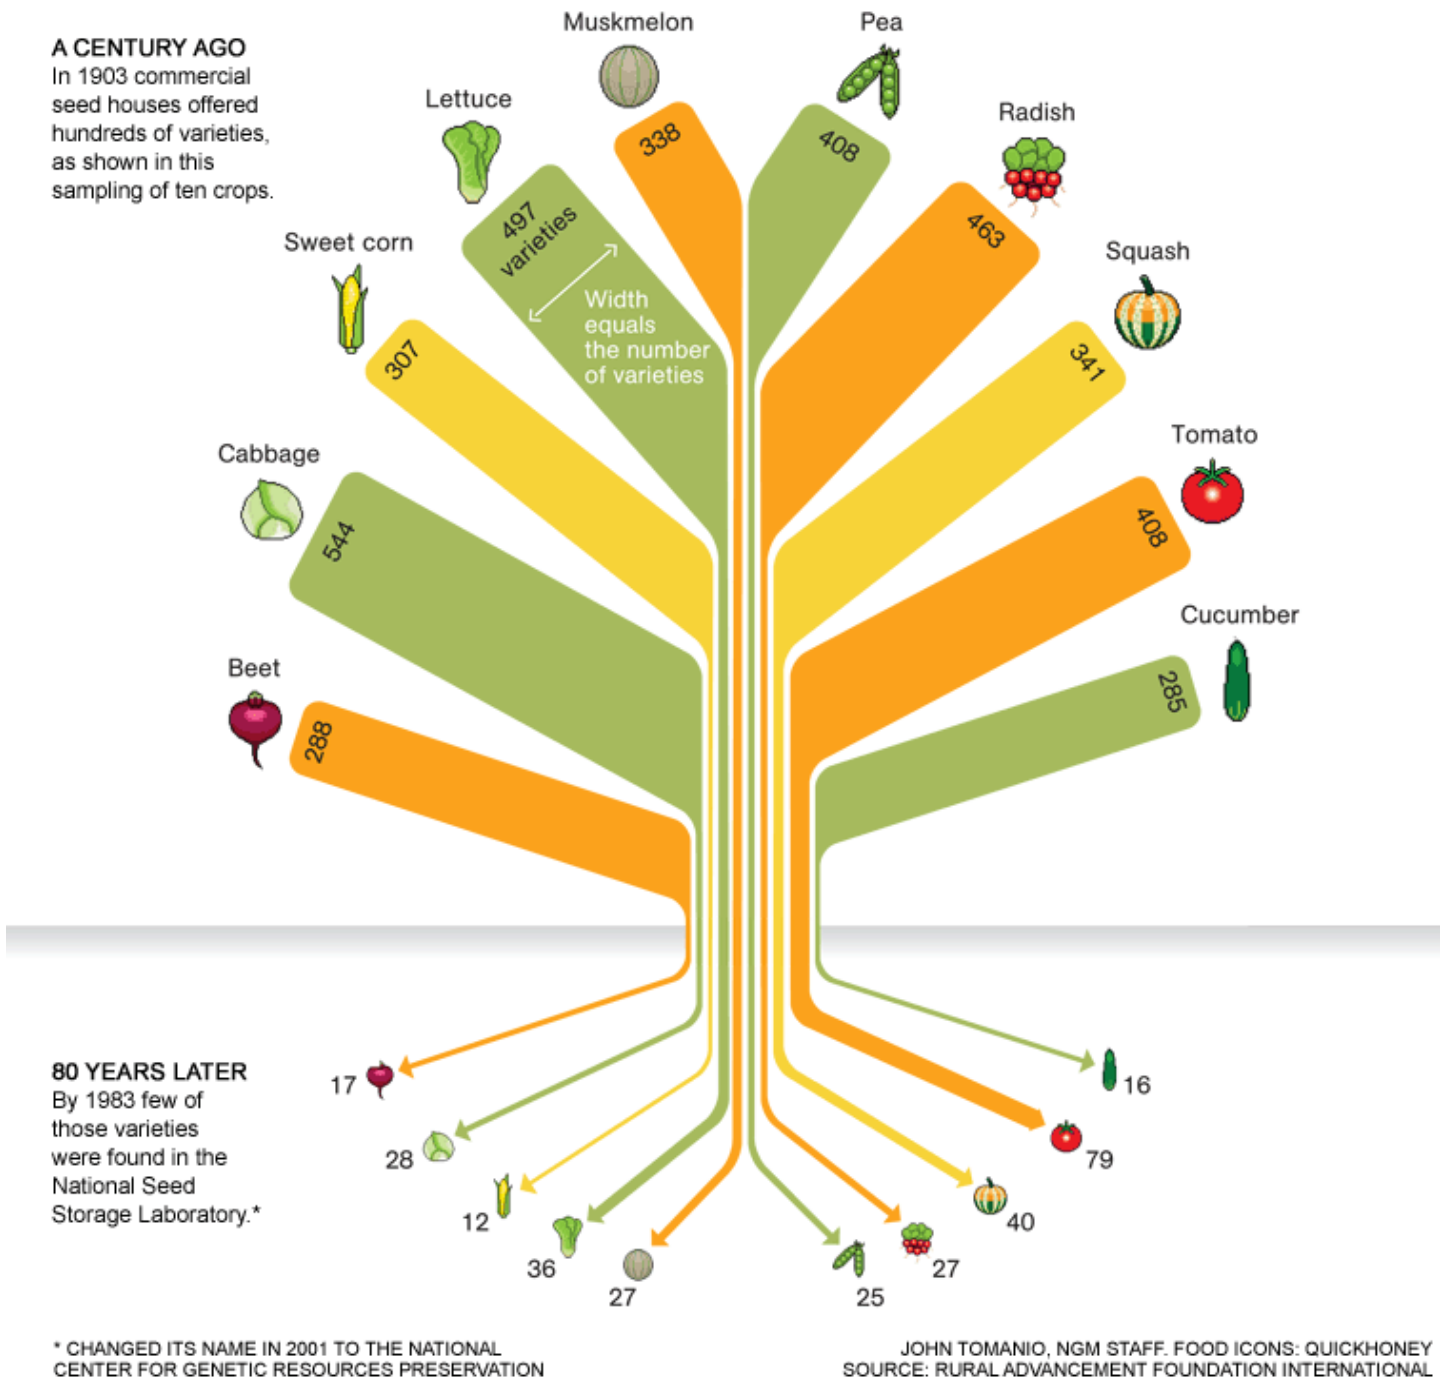 A CENTURY AGO
In 1903 commercial
seed houses offered
hundreds of varieties,
as shown in this
sampling of ten crops.
Muskmelon
338
Pea
408
Lettuce
497
varieties
Width
equals
the number
of varieties
Radish
463
Sweet corn
307
Squash
341
Cabbage
544
Tomato
408
Beet
288
Cucumber
285
80 YEARS LATER
By 1983 few of
those varieties
were found in the
National Seed
Storage Laboratory.*
17
28
12
36
27
25
27
40
79
16
* CHANGED ITS NAME IN 2001 TO THE NATIONAL
CENTER FOR GENETIC RESOURCES PRESERVATION
JOHN TOMANIO, NGM STAFF. FOOD ICONS: QUICKHONEY
SOURCE: RURAL ADVANCEMENT FOUNDATION INTERNATIONAL